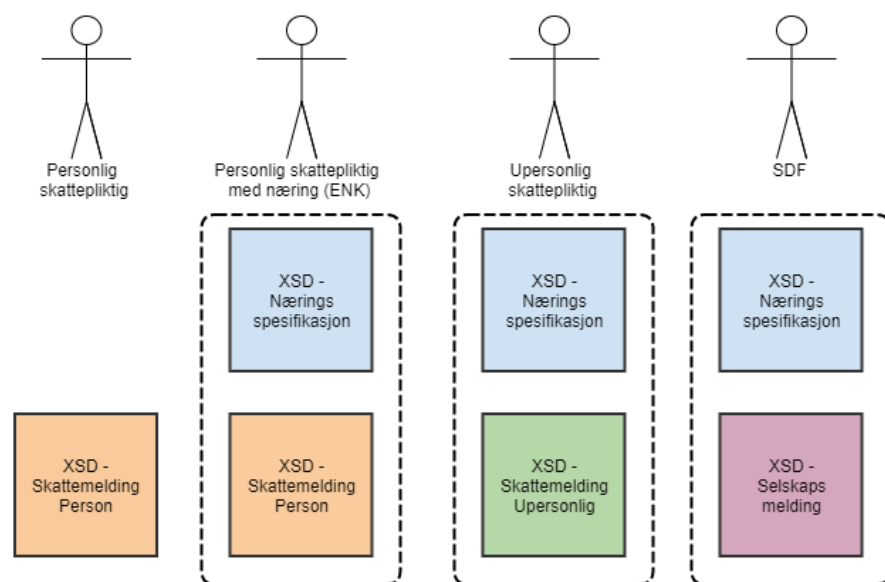 Personlig
skattepliktig
Personlig skattepliktig
med næring (ENK)
Upersonlig
skattepliktig
SDF
XSD -
Nærings
spesifikasjon
XSD -
Nærings
spesifikasjon
XSD -
Nærings
spesifikasjon
XSD -
Skattemelding
Person
XSD -
Skattemelding
Person
XSD -
Skattemelding
Upersonlig
XSD -
Selskaps
melding